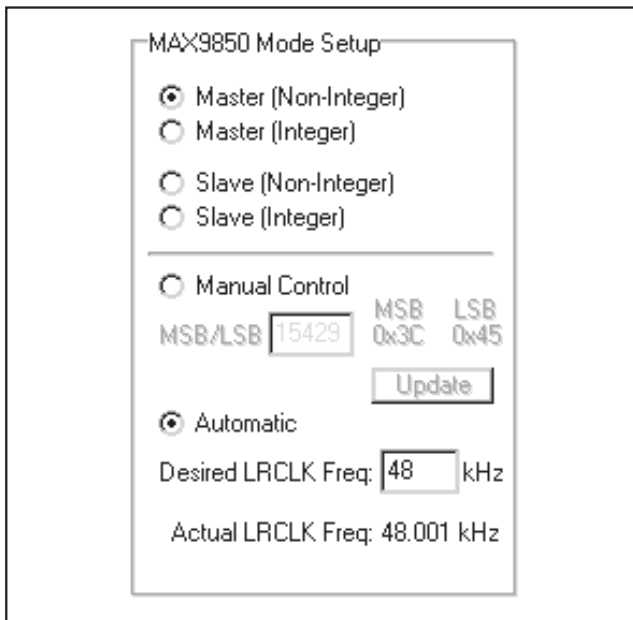 MAX9850 Mode Setup
Master (Non-Integer)
Master (Integer)
Slave (Non-Integer)
Slave (Integer)
Manual Control
MSB LSB
MSB/LSB 15429 0x3C 0x45
Update
Automatic
Desired LRCLK Freq: 48 kHz
Actual LRCLK Freq: 48.001 kHz